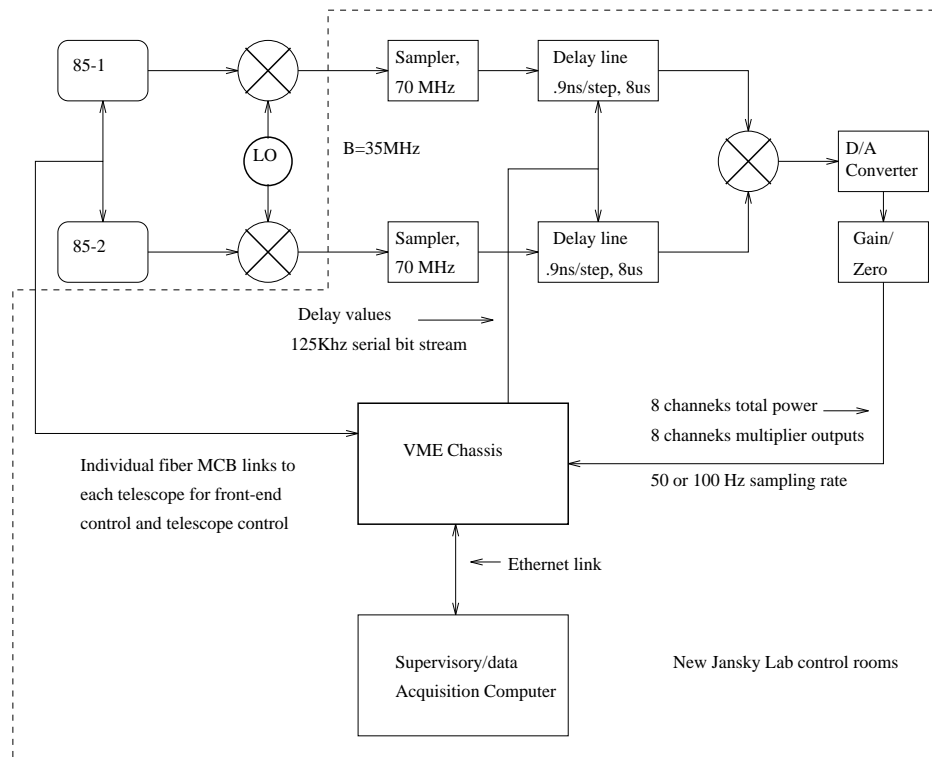 85-1
LO
85-2
B=35MHz
Sampler,
70 MHz
Delay line
.9ns/step, 8us
Sampler,
70 MHz
Delay line
.9ns/step, 8us
D/A
Converter
Gain/
Zero
Delay values
125Khz serial bit stream
8 channeks total power
8 channeks multiplier outputs
50 or 100 Hz sampling rate
VME Chassis
Individual fiber MCB links to
each telescope for front-end
control and telescope control
Ethernet link
Supervisory/data
Acquisition Computer
New Jansky Lab control rooms